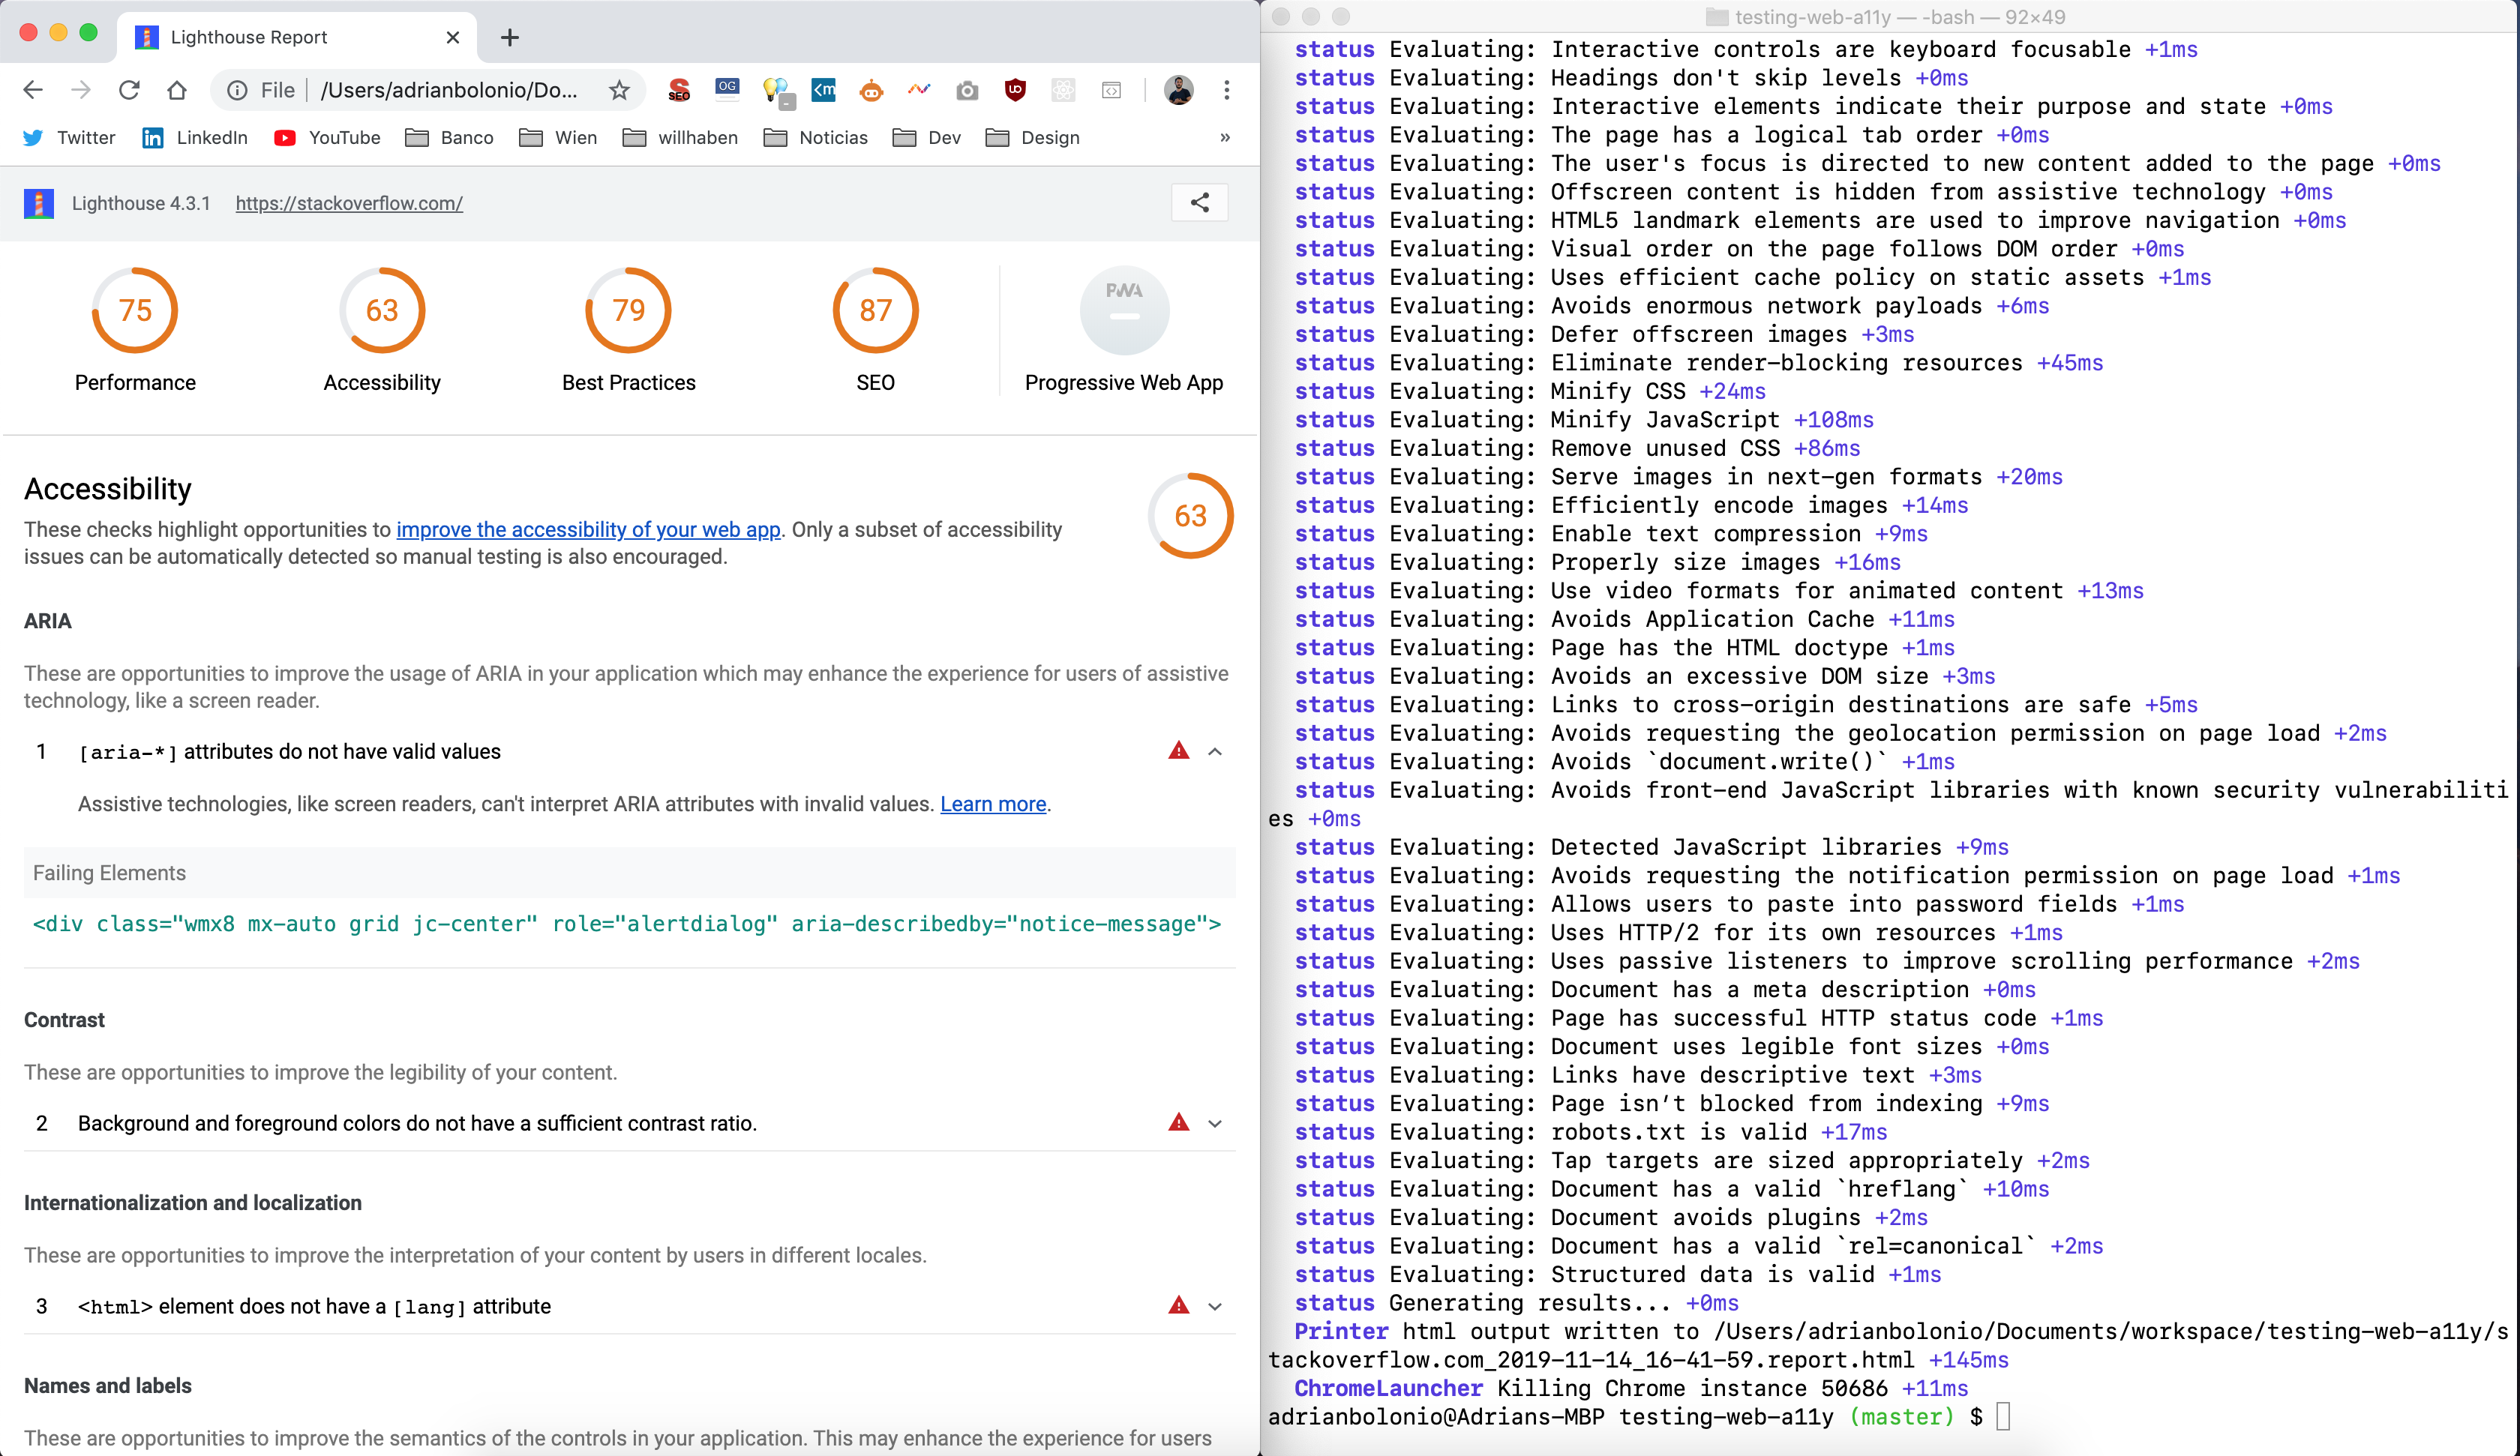 Lighthouse Report
File
/Users/adrianbolonio/Do...
SEO
OG
<m
Twitter
LinkedIn
YouTube
Banco
Wien
willhaben
Noticias
Dev
Design
»
Lighthouse 4.3.1 https://stackoverflow.com/
75
63
79
87
PWA
Performance
Accessibility
Best Practices
SEO
Progressive Web App
Accessibility
63
These checks highlight opportunities to improve the accessibility of your web app. Only a subset of accessibility
issues can be automatically detected so manual testing is also encouraged.
ARIA
These are opportunities to improve the usage of ARIA in your application which may enhance the experience for users of assistive
technology, like a screen reader.
1 [aria-*] attributes do not have valid values
Assistive technologies, like screen readers, can't interpret ARIA attributes with invalid values. Learn more.
Failing Elements
<div class="wmx8 mx-auto grid jc-center" role="alertdialog" aria-describedby="notice-message">
Contrast
These are opportunities to improve the legibility of your content.
2 Background and foreground colors do not have a sufficient contrast ratio.
Internationalization and localization
These are opportunities to improve the interpretation of your content by users in different locales.
3 <html> element does not have a [lang] attribute
Names and labels
These are opportunities to improve the semantics of the controls in your application. This may enhance the experience for users
testing-web-a11y — -bash — 92×49
status Evaluating: Interactive controls are keyboard focusable +1ms
status Evaluating: Headings don't skip levels +0ms
status Evaluating: Interactive elements indicate their purpose and state +0ms
status Evaluating: The page has a logical tab order +0ms
status Evaluating: The user's focus is directed to new content added to the page +0ms
status Evaluating: Offscreen content is hidden from assistive technology +0ms
status Evaluating: HTML5 landmark elements are used to improve navigation +0ms
status Evaluating: Visual order on the page follows DOM order +0ms
status Evaluating: Uses efficient cache policy on static assets +1ms
status Evaluating: Avoids enormous network payloads +6ms
status Evaluating: Defer offscreen images +3ms
status Evaluating: Eliminate render-blocking resources +45ms
status Evaluating: Minify CSS +24ms
status Evaluating: Minify JavaScript +108ms
status Evaluating: Remove unused CSS +86ms
status Evaluating: Serve images in next-gen formats +20ms
status Evaluating: Efficiently encode images +14ms
status Evaluating: Enable text compression +9ms
status Evaluating: Properly size images +16ms
status Evaluating: Use video formats for animated content +13ms
status Evaluating: Avoids Application Cache +11ms
status Evaluating: Page has the HTML doctype +1ms
status Evaluating: Avoids an excessive DOM size +3ms
status Evaluating: Links to cross-origin destinations are safe +5ms
status Evaluating: Avoids requesting the geolocation permission on page load +2ms
status Evaluating: Avoids `document.write()` +1ms
status Evaluating: Avoids front-end JavaScript libraries with known security vulnerabiliti
es +0ms
status Evaluating: Detected JavaScript libraries +9ms
status Evaluating: Avoids requesting the notification permission on page load +1ms
status Evaluating: Allows users to paste into password fields +1ms
status Evaluating: Uses HTTP/2 for its own resources +1ms
status Evaluating: Uses passive listeners to improve scrolling performance +2ms
status Evaluating: Document has a meta description +0ms
status Evaluating: Page has successful HTTP status code +1ms
status Evaluating: Document uses legible font sizes +0ms
status Evaluating: Links have descriptive text +3ms
status Evaluating: Page isn’t blocked from indexing +9ms
status Evaluating: robots.txt is valid +17ms
status Evaluating: Tap targets are sized appropriately +2ms
status Evaluating: Document has a valid `hreflang` +10ms
status Evaluating: Document avoids plugins +2ms
status Evaluating: Document has a valid `rel=canonical` +2ms
status Evaluating: Structured data is valid +1ms
status Generating results... +0ms
Printer html output written to /Users/adrianbolonio/Documents/workspace/testing-web-a11y/s
tackoverflow.com_2019-11-14_16-41-59.report.html +145ms
ChromeLauncher Killing Chrome instance 50686 +11ms
adrianbolonio@Adrians-MBP testing-web-a11y (master) $